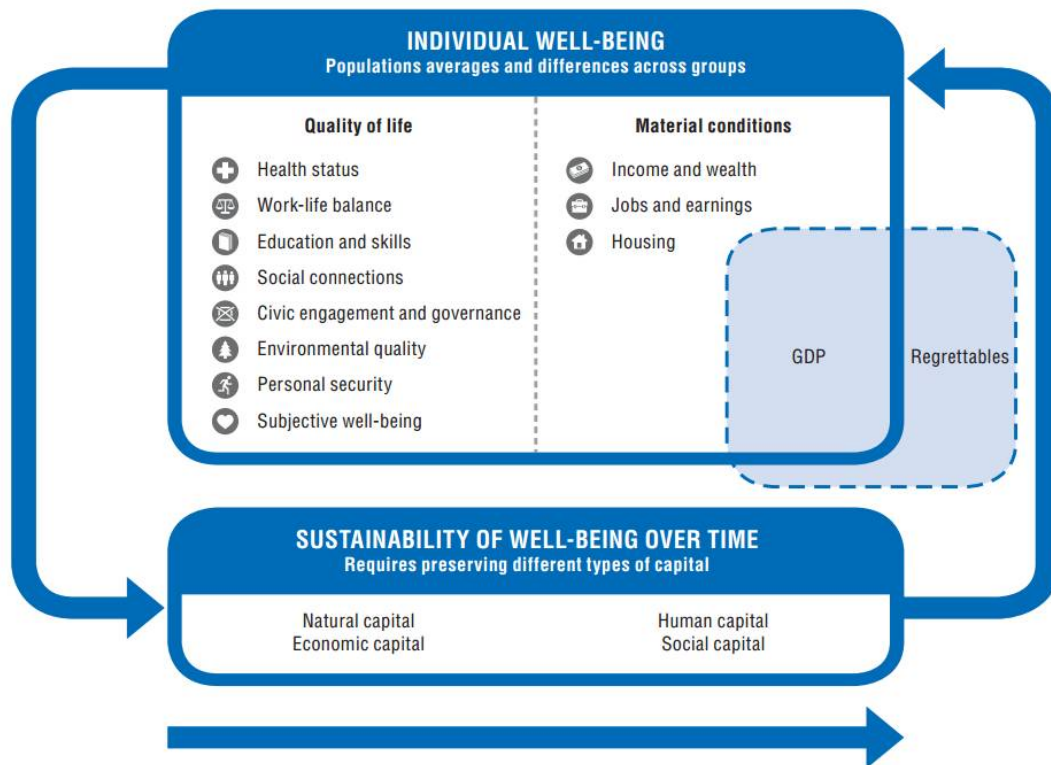 INDIVIDUAL WELL-BEING
Populations averages and differences across groups
Quality of life
Health status
Work-life balance
Education and skills
Social connections
Civic engagement and governance
Environmental quality
Personal security
Subjective well-being
Material conditions
Income and wealth
Jobs and earnings
Housing
GDP
Regrettables
SUSTAINABILITY OF WELL-BEING OVER TIME
Requires preserving different types of capital
Natural capital
Economic capital
Human capital
Social capital